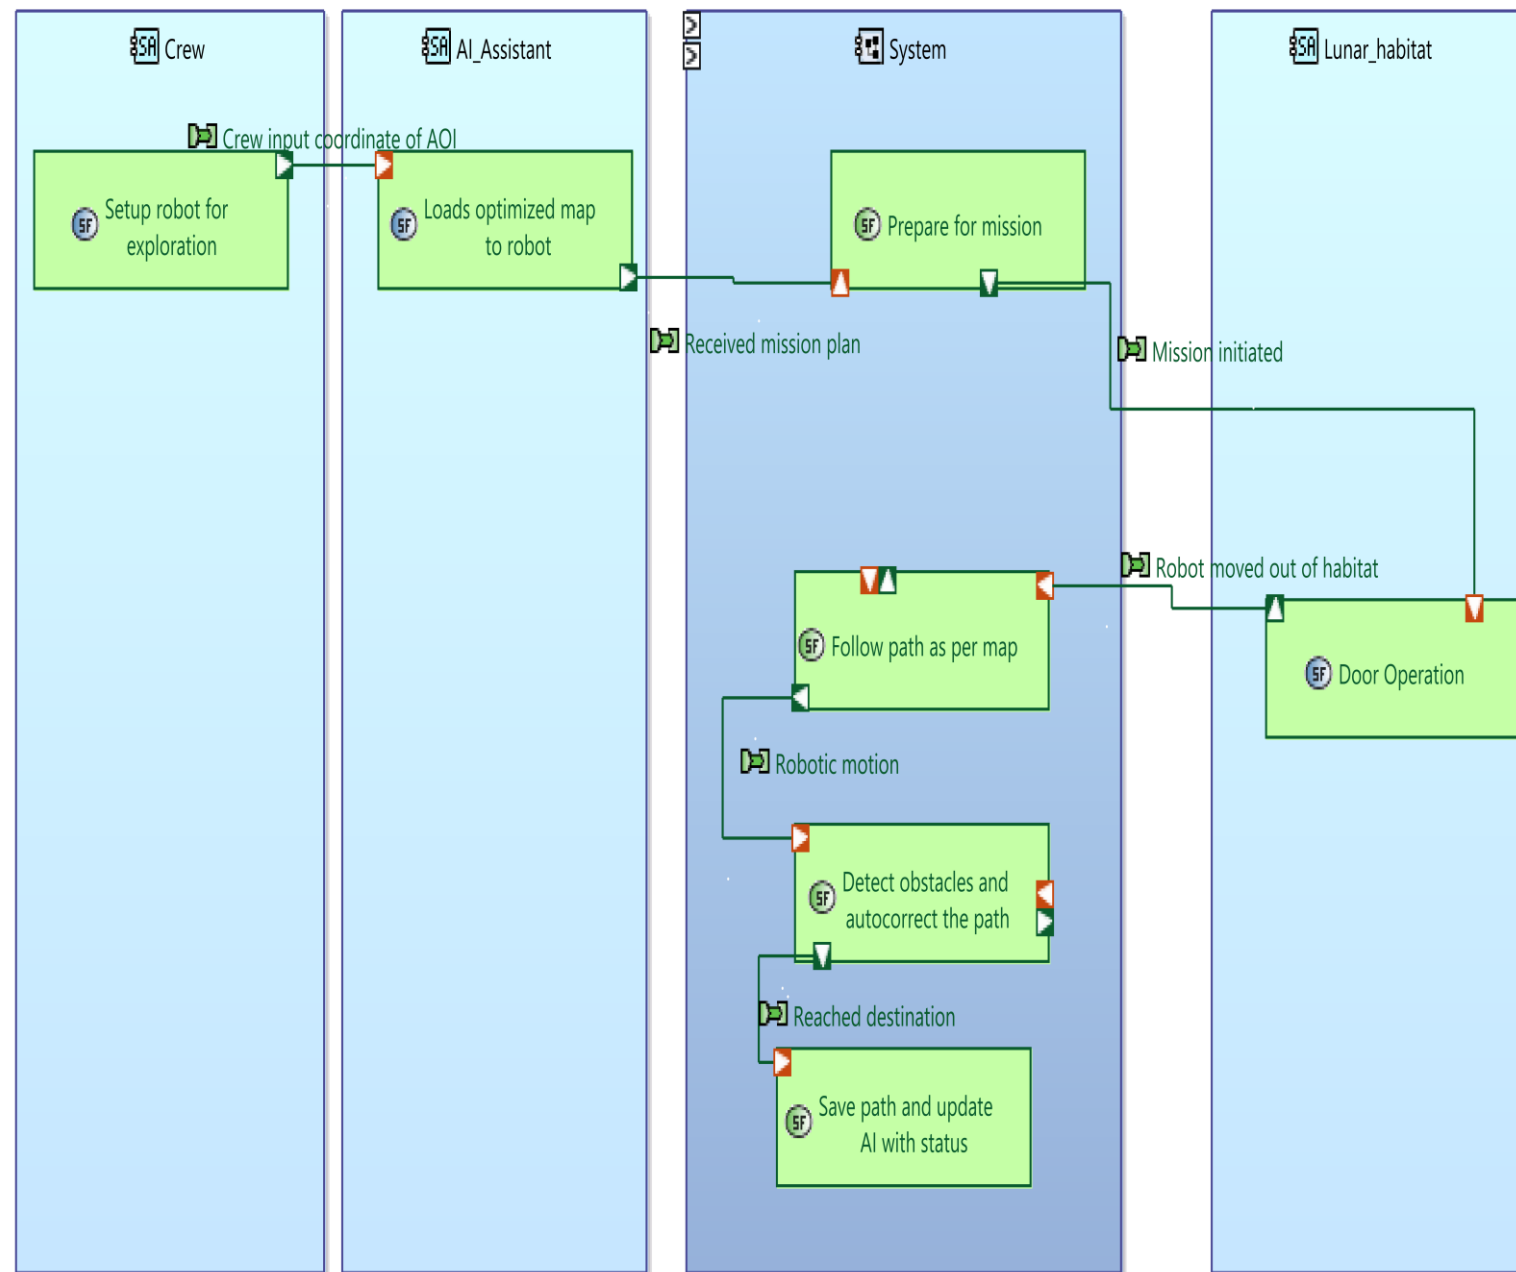 Crew
AI_Assistant
System
Lunar_habitat
Crew input coordinate of AOI
Setup robot for
exploration
Loads optimized map
to robot
Prepare for mission
Received mission plan
Mission initiated
Robot moved out of habitat
Follow path as per map
Door Operation
Robotic motion
Detect obstacles and
autocorrect the path
Reached destination
Save path and update
AI with status